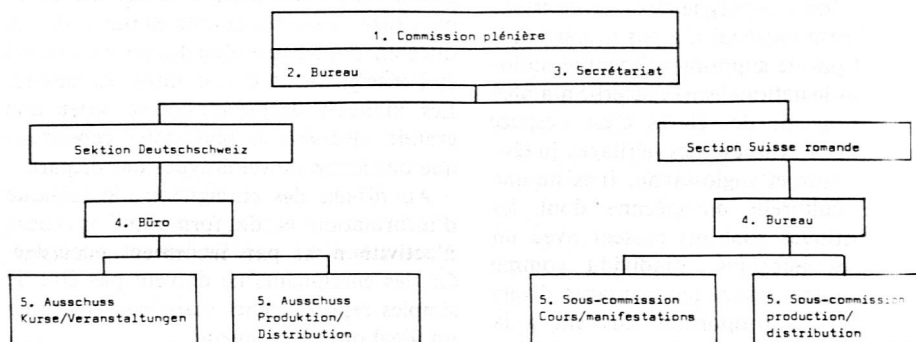 1. Commission plénière
2. Bureau
3. Secrétariat
Sektion Deutschschweiz
Section Suisse romande
4. Büro
4. Bureau
5. Ausschuss
Kurse/Veranstaltungen
5. Ausschuss
Produktion/
Distribution
5. Sous-commission
Cours/manifestations
5. Sous-commission
production/
distribution